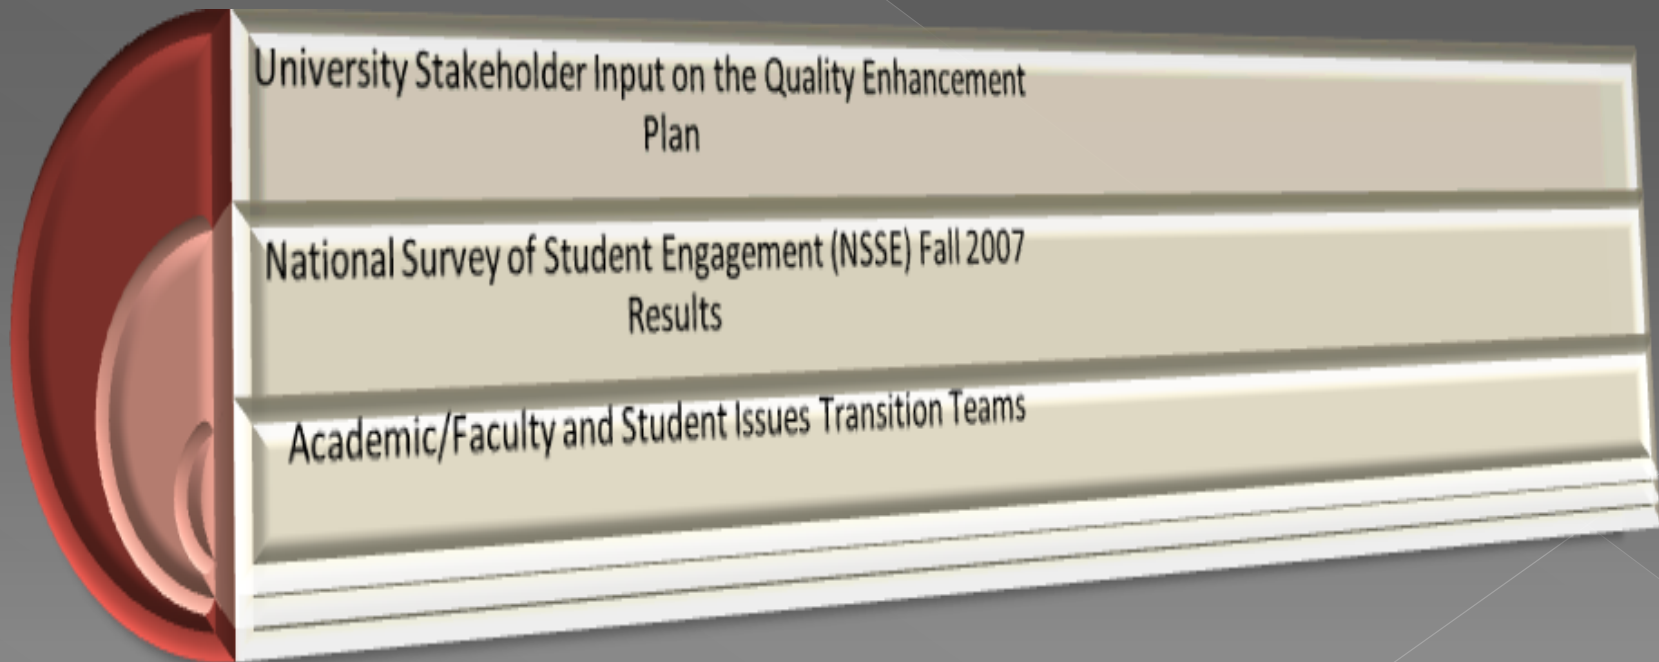 University Stakeholder Input on the Quality Enhancement
Plan
National Survey of Student Engagement (NSSE) Fall 2007
Results
Academic/Faculty and Student Issues Transition Teams